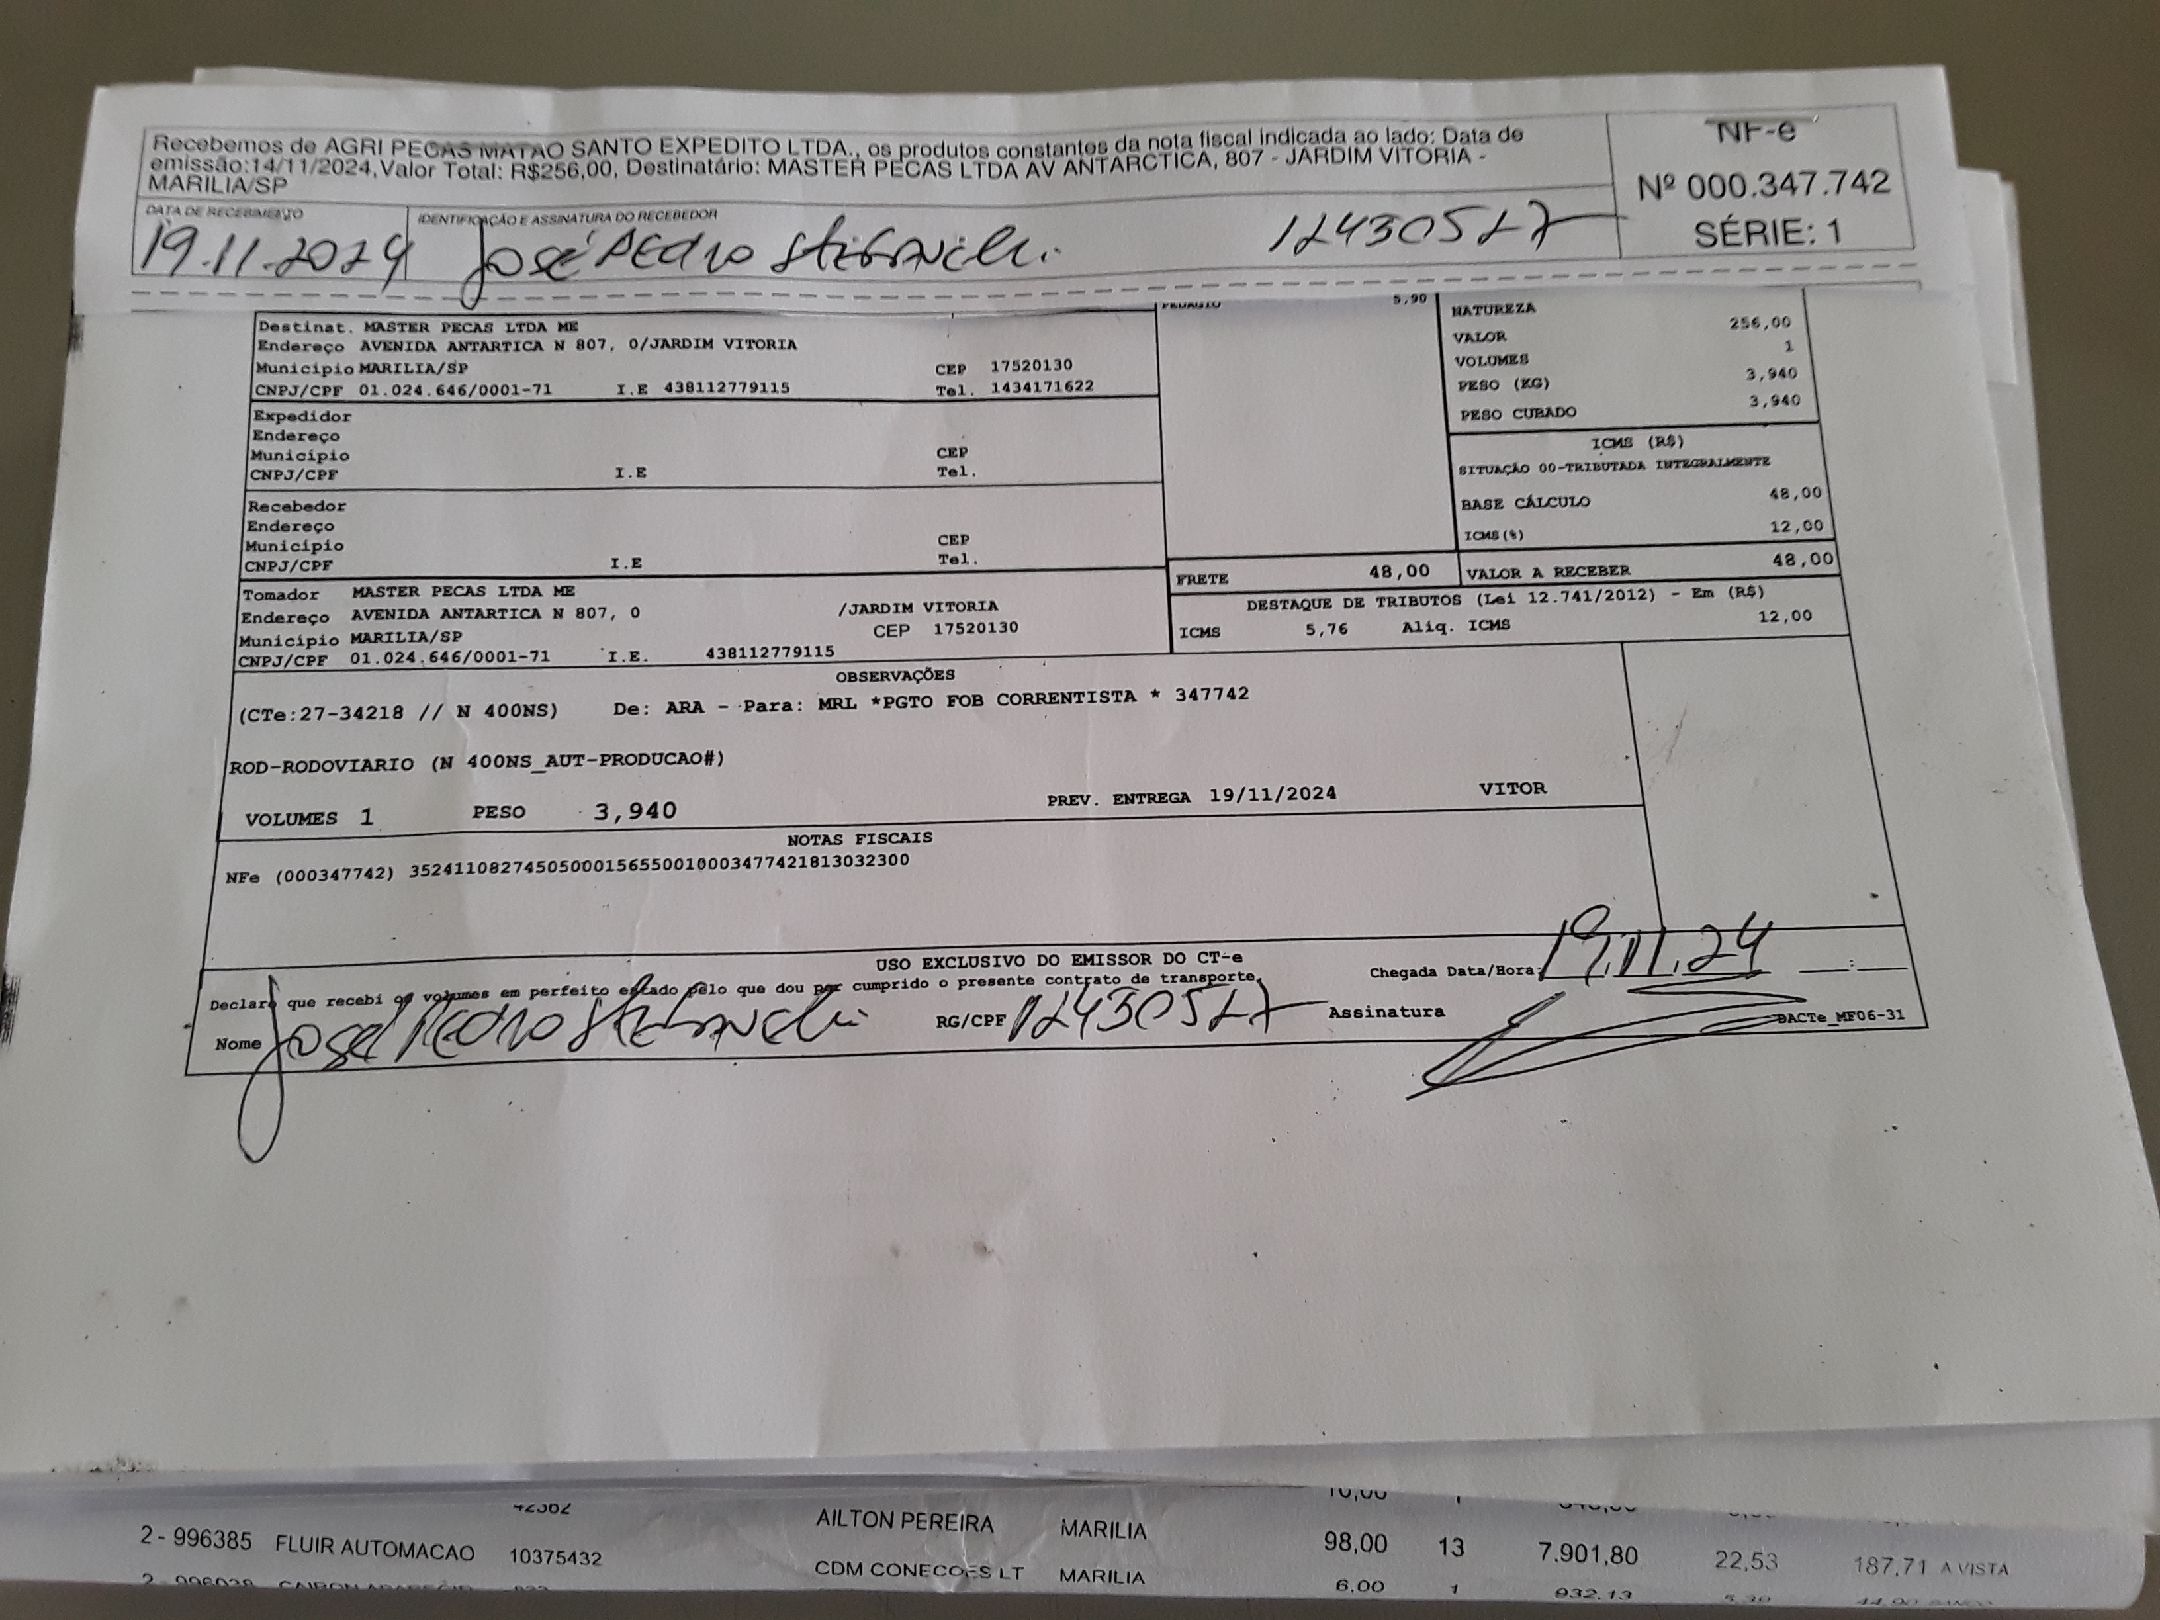 Recebemos de AGRI PECAS MATAO SANTO EXPEDITO LTDA., os produtos constantes da nota fiscal indicada ao lado: Data de
emissão:14/11/2024,Valor Total: R$256,00, Destinatário: MASTER PECAS LTDA AV ANTARCTICA, 807 - JARDIM VITORIA -
MARILIA/SP
NF-e
Nº 000.347.742
SÉRIE: 1
DATA DE RECEBIMENTO
IDENTIFICAÇÃO E ASSINATURA DO RECEBEDOR
19.11.2024 José Pedro
PEDAGIO 5,90
Destinat. MASTER PECAS LTDA ME
Endereço AVENIDA ANTARTICA N 807, 0/JARDIM VITORIA
Município MARILIA/SP CEP 17520130
CNPJ/CPF 01.024.646/0001-71 I.E 438112779115 Tel. 1434171622
Expedidor
Endereço
Município CEP
CNPJ/CPF I.E Tel.
Recebedor
Endereço
Município CEP
CNPJ/CPF I.E Tel.
Tomador MASTER PECAS LTDA ME
Endereço AVENIDA ANTARTICA N 807, 0 /JARDIM VITORIA
Município MARILIA/SP CEP 17520130
CNPJ/CPF 01.024.646/0001-71 I.E. 438112779115
NATUREZA
VALOR 256,00
VOLUMES 1
PESO (KG) 3,940
PESO CUBADO 3,940
ICMS (R$)
SITUAÇÃO 00-TRIBUTADA INTEGRALMENTE
BASE CÁLCULO 48,00
ICMS(%) 12,00
FRETE 48,00 VALOR A RECEBER 48,00
DESTAQUE DE TRIBUTOS (Lei 12.741/2012) - Em (R$)
ICMS 5,76 Aliq. ICMS 12,00
OBSERVAÇÕES
(CTe:27-34218 // N 400NS) De: ARA - Para: MRL *PGTO FOB CORRENTISTA * 347742
ROD-RODOVIARIO (N 400NS_AUT-PRODUCAO#)
VOLUMES 1 PESO 3,940 PREV. ENTREGA 19/11/2024 VITOR
NOTAS FISCAIS
NFe (000347742) 35241108274505000156550010003477421813032300
USO EXCLUSIVO DO EMISSOR DO CT-e
Declaro que recebi os volumes em perfeito estado pelo que dou por cumprido o presente contrato de transporte.
Chegada Data/Hora: 19.11.24 __:__
Nome José Pedro RG/CPF Assinatura
DACTe_MF06-31
42362
AILTON PEREIRA MARILIA
2 - 996385 FLUIR AUTOMACAO 10375432 98,00 13 7.901,80 22,53 187,71 A VISTA
CDM CONECOES LT MARILIA
6,00 1 932,13